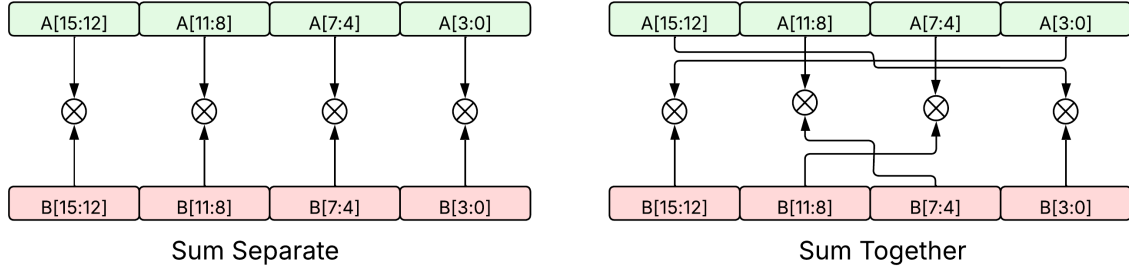 A[15:12] A[11:8] A[7:4] A[3:0] A[15:12] A[11:8] A[7:4] A[3:0]
B[15:12] B[11:8] B[7:4] B[3:0] B[15:12] B[11:8] B[7:4] B[3:0]
Sum Separate Sum Together